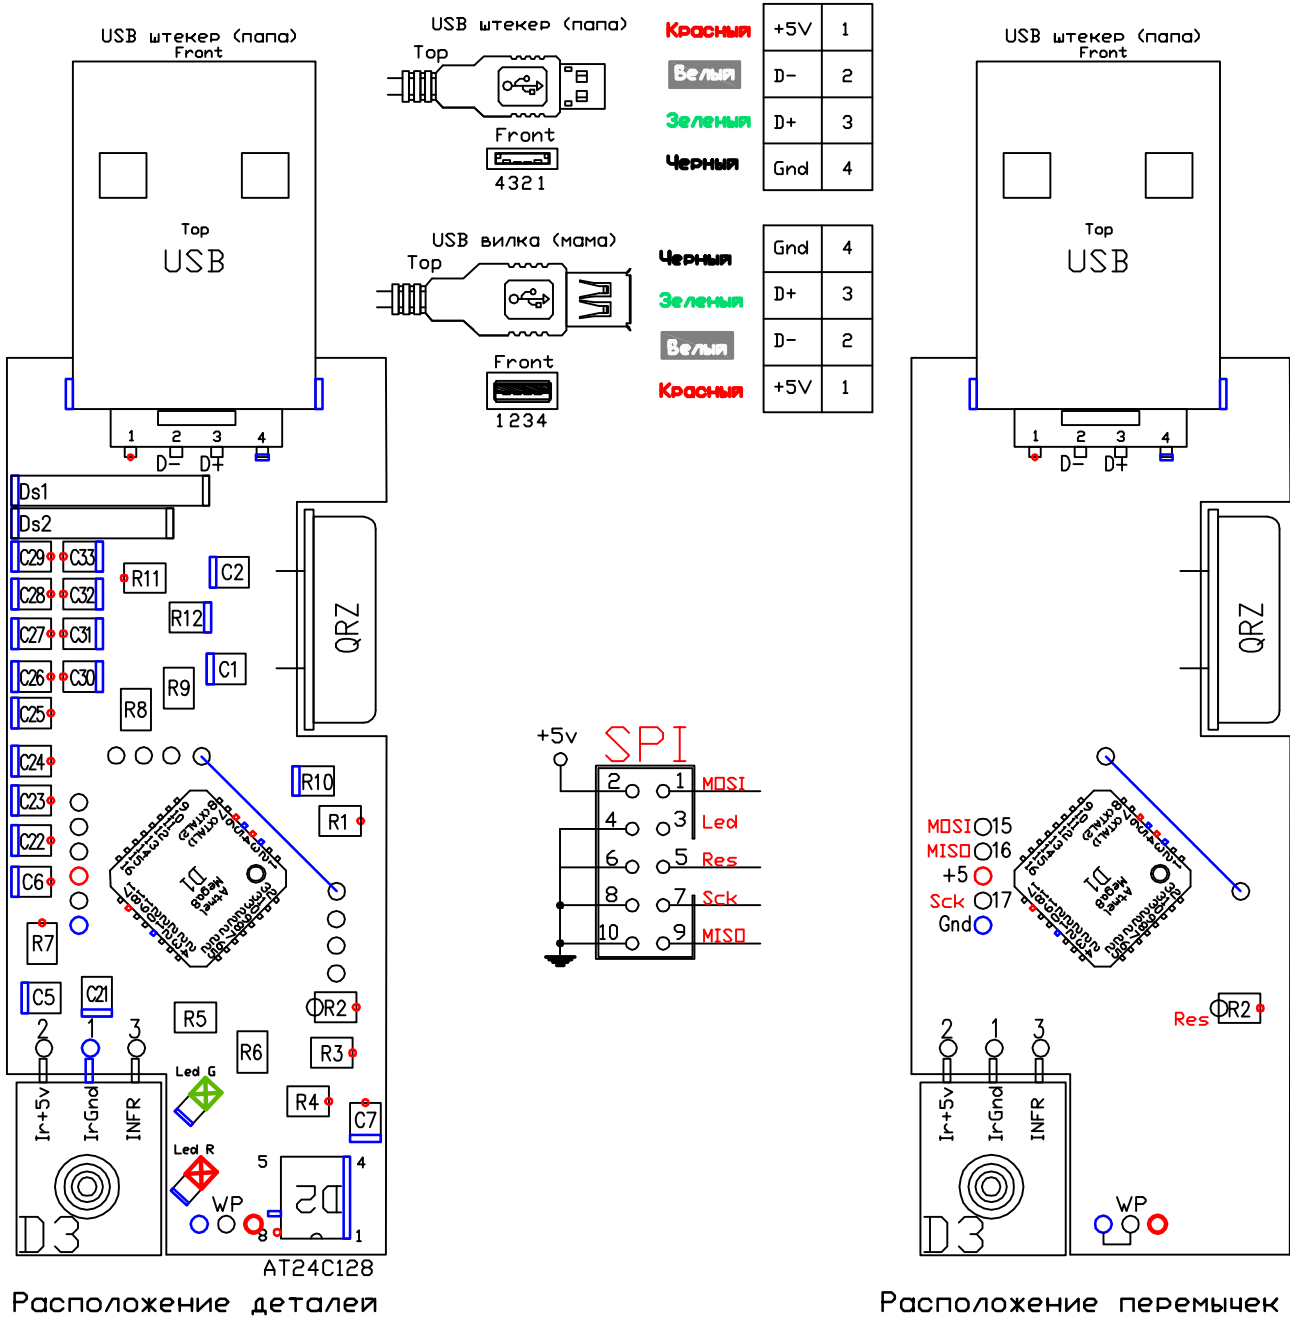 USB штекер (папа)
Front
Top
USB
1 2 3 4
D- D+
Ds1
Ds2
C29 C33
C28 C32
C27 C31
C26 C30
C25
C24
C23
C22
C6
R7
C5
C21
R11
C2
R12
C1
R9
R8
QRZ
R10
R1
D1
Atmel
Mega8
(XTAL2)
(XTAL1)
R5
R6
R2
R3
R4
C7
2 1 3
Ir+5v IrGnd INFR
D3
Led G
Led R
WP
5 4
D2
8 1
AT24C128
Расположение деталей
USB штекер (папа)
Top
Front
4321
Красный +5V 1
Белый D- 2
Зеленый D+ 3
Черный Gnd 4
USB вилка (мама)
Top
Front
1234
Черный Gnd 4
Зеленый D+ 3
Белый D- 2
Красный +5V 1
+5v SPI
2 1 MOSI
4 3 Led
6 5 Res
8 7 Sck
10 9 MISO
USB штекер (папа)
Front
Top
USB
1 2 3 4
D- D+
QRZ
MOSI 15
MISO 16
+5
Sck 17
Gnd
D1
Atmel
Mega8
(XTAL2)
(XTAL1)
Res R2
2 1 3
Ir+5v IrGnd INFR
D3
WP
Расположение перемычек